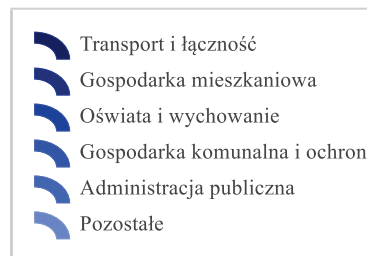 Transport i łączność
Gospodarka mieszkaniowa
Oświata i wychowanie
Gospodarka komunalna i ochron
Administracja publiczna
Pozostałe